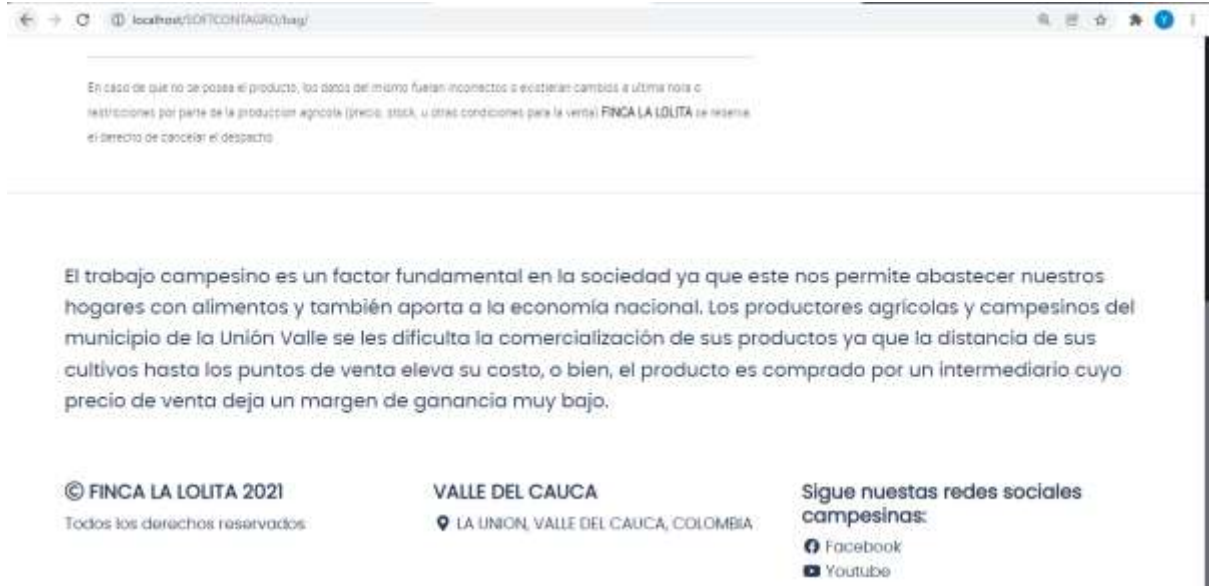 localhost/SOFTCONTAGRO/bag/
En caso de que no se posea el producto, los datos del mismo fueran incorrectos o existieran cambios a ultima hora o
restricciones por parte de la produccion agricola (precio, stock, u otras condiciones para la venta) FINCA LA LOLITA se reserva
el derecho de cancelar el despacho
El trabajo campesino es un factor fundamental en la sociedad ya que este nos permite abastecer nuestros
hogares con alimentos y también aporta a la economía nacional. Los productores agrícolas y campesinos del
municipio de la Unión Valle se les dificulta la comercialización de sus productos ya que la distancia de sus
cultivos hasta los puntos de venta eleva su costo, o bien, el producto es comprado por un intermediario cuyo
precio de venta deja un margen de ganancia muy bajo.
© FINCA LA LOLITA 2021
Todos los derechos reservados
VALLE DEL CAUCA
LA UNION, VALLE DEL CAUCA, COLOMBIA
Sigue nuestas redes sociales
campesinas:
Facebook
Youtube